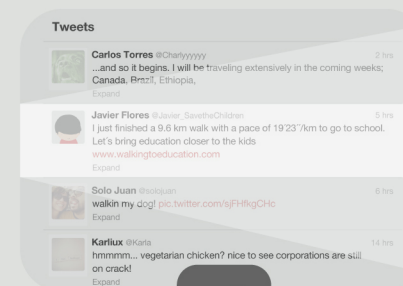 Tweets
Carlos Torres @Charlyyyyyy 2 hrs
...and so it begins. I will be traveling extensively in the coming weeks;
Canada, Brazil, Ethiopia,
Expand
Javier Flores @Javier_SavetheChildren 5 hrs
I just finished a 9.6 km walk with a pace of 19'23´´/km to go to school.
Let´s bring education closer to the kids
www.walkingtoeducation.com
Expand
Solo Juan @solojuan 6 hrs
walkin my dog! pic.twitter.com/sjFHfkgCHc
Expand
Karliux @Karla 14 hrs
hmmmm... vegetarian chicken? nice to see corporations are still
on crack!
Expand